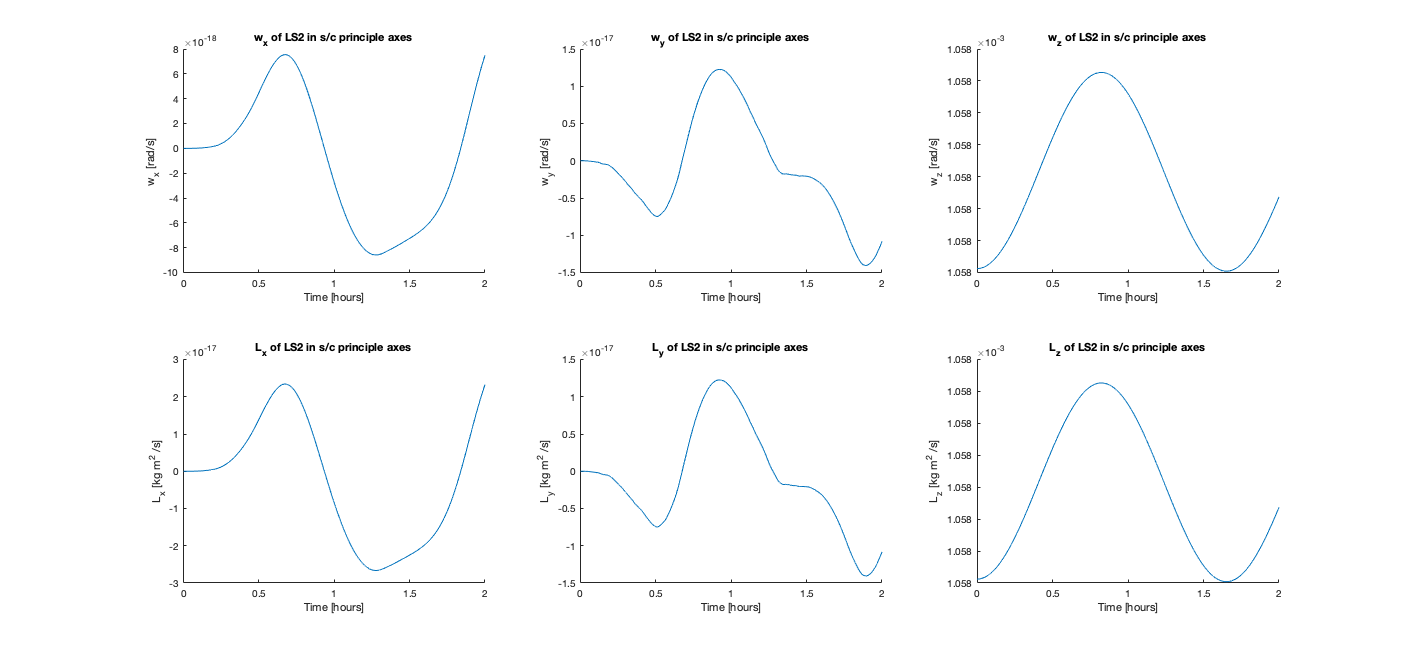 w_x of LS2 in s/c principle axes
×10^-18
8
6
4
2
0
-2
-4
-6
-8
-10
w_x [rad/s]
0 0.5 1 1.5 2
Time [hours]
w_y of LS2 in s/c principle axes
×10^-17
1.5
1
0.5
0
-0.5
-1
-1.5
w_y [rad/s]
0 0.5 1 1.5 2
Time [hours]
w_z of LS2 in s/c principle axes
×10^-3
1.058
1.058
1.058
1.058
1.058
1.058
1.058
1.058
w_z [rad/s]
0 0.5 1 1.5 2
Time [hours]
L_x of LS2 in s/c principle axes
×10^-17
3
2
1
0
-1
-2
-3
L_x [kg m^2 /s]
0 0.5 1 1.5 2
Time [hours]
L_y of LS2 in s/c principle axes
×10^-17
1.5
1
0.5
0
-0.5
-1
-1.5
L_y [kg m^2 /s]
0 0.5 1 1.5 2
Time [hours]
L_z of LS2 in s/c principle axes
×10^-3
1.058
1.058
1.058
1.058
1.058
1.058
1.058
1.058
L_z [kg m^2 /s]
0 0.5 1 1.5 2
Time [hours]